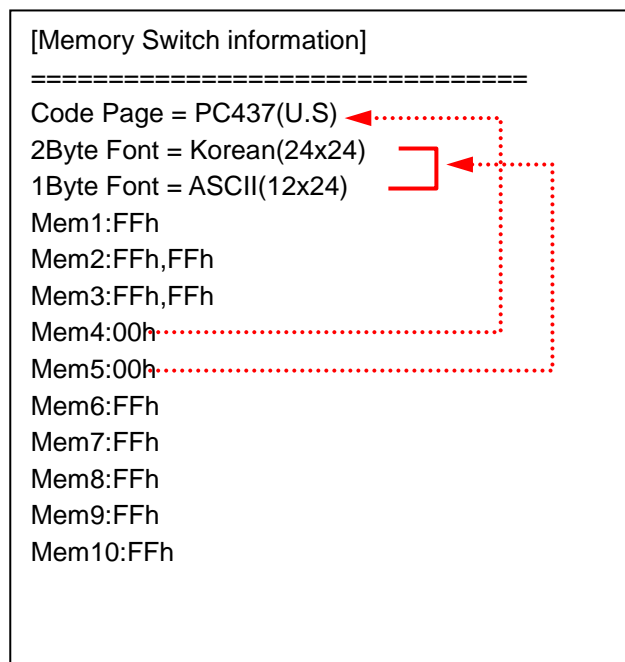 [Memory Switch information]
================================
Code Page = PC437(U.S)
2Byte Font = Korean(24x24)
1Byte Font = ASCII(12x24)
Mem1:FFh
Mem2:FFh,FFh
Mem3:FFh,FFh
Mem4:00h
Mem5:00h
Mem6:FFh
Mem7:FFh
Mem8:FFh
Mem9:FFh
Mem10:FFh